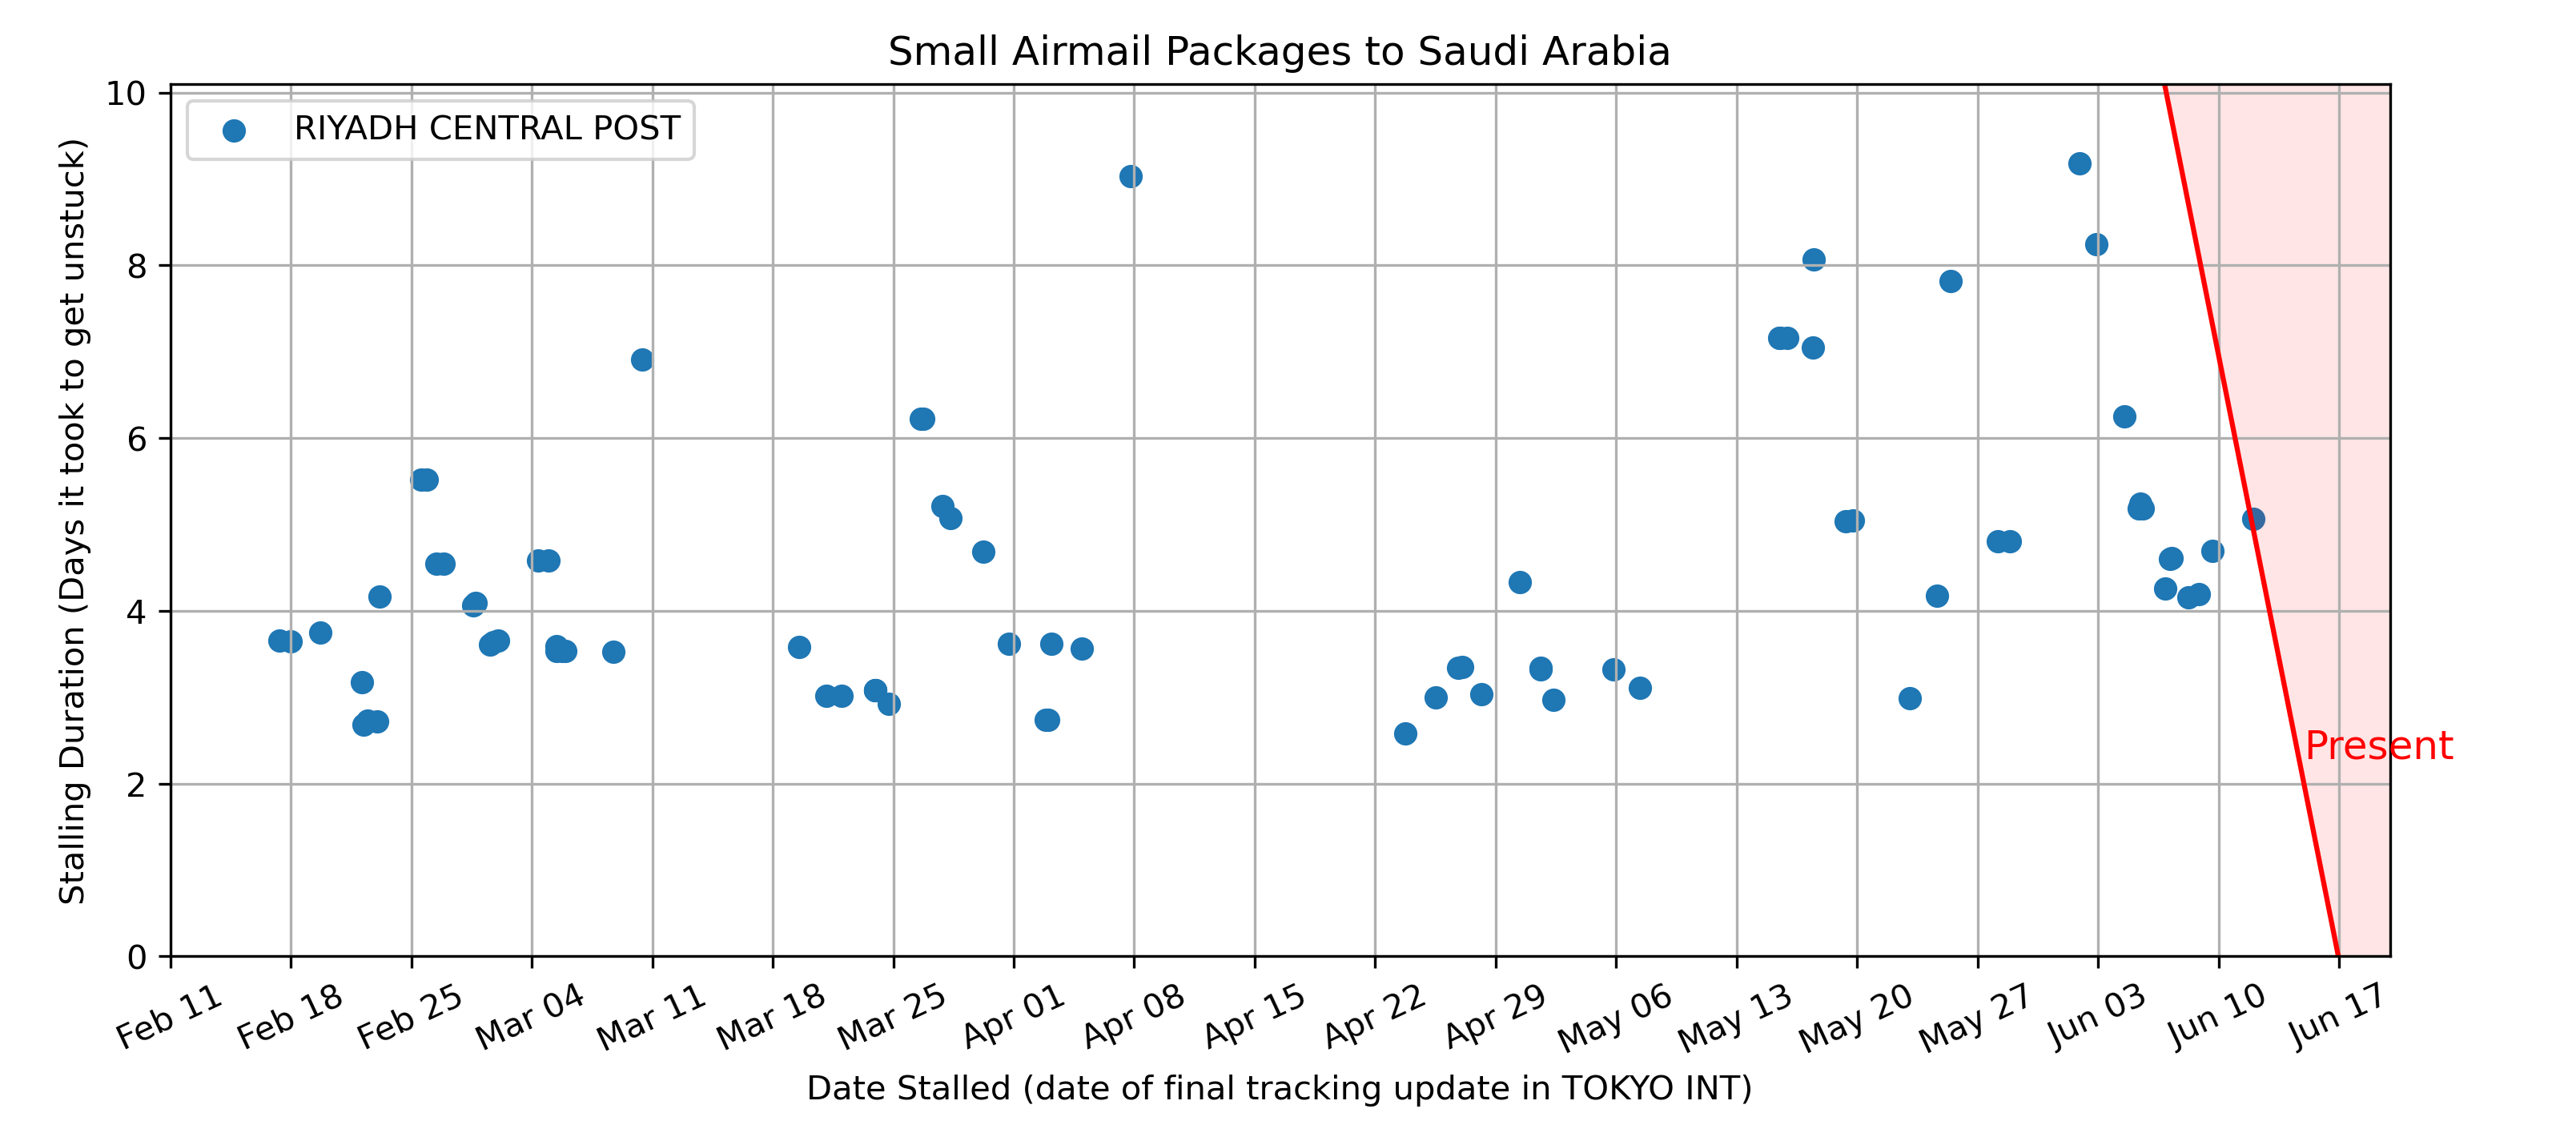 Small Airmail Packages to Saudi Arabia
RIYADH CENTRAL POST
Stalling Duration (Days it took to get unstuck)
10
8
6
4
2
0
Present
Feb 11
Feb 18
Feb 25
Mar 04
Mar 11
Mar 18
Mar 25
Apr 01
Apr 08
Apr 15
Apr 22
Apr 29
May 06
May 13
May 20
May 27
Jun 03
Jun 10
Jun 17
Date Stalled (date of final tracking update in TOKYO INT)